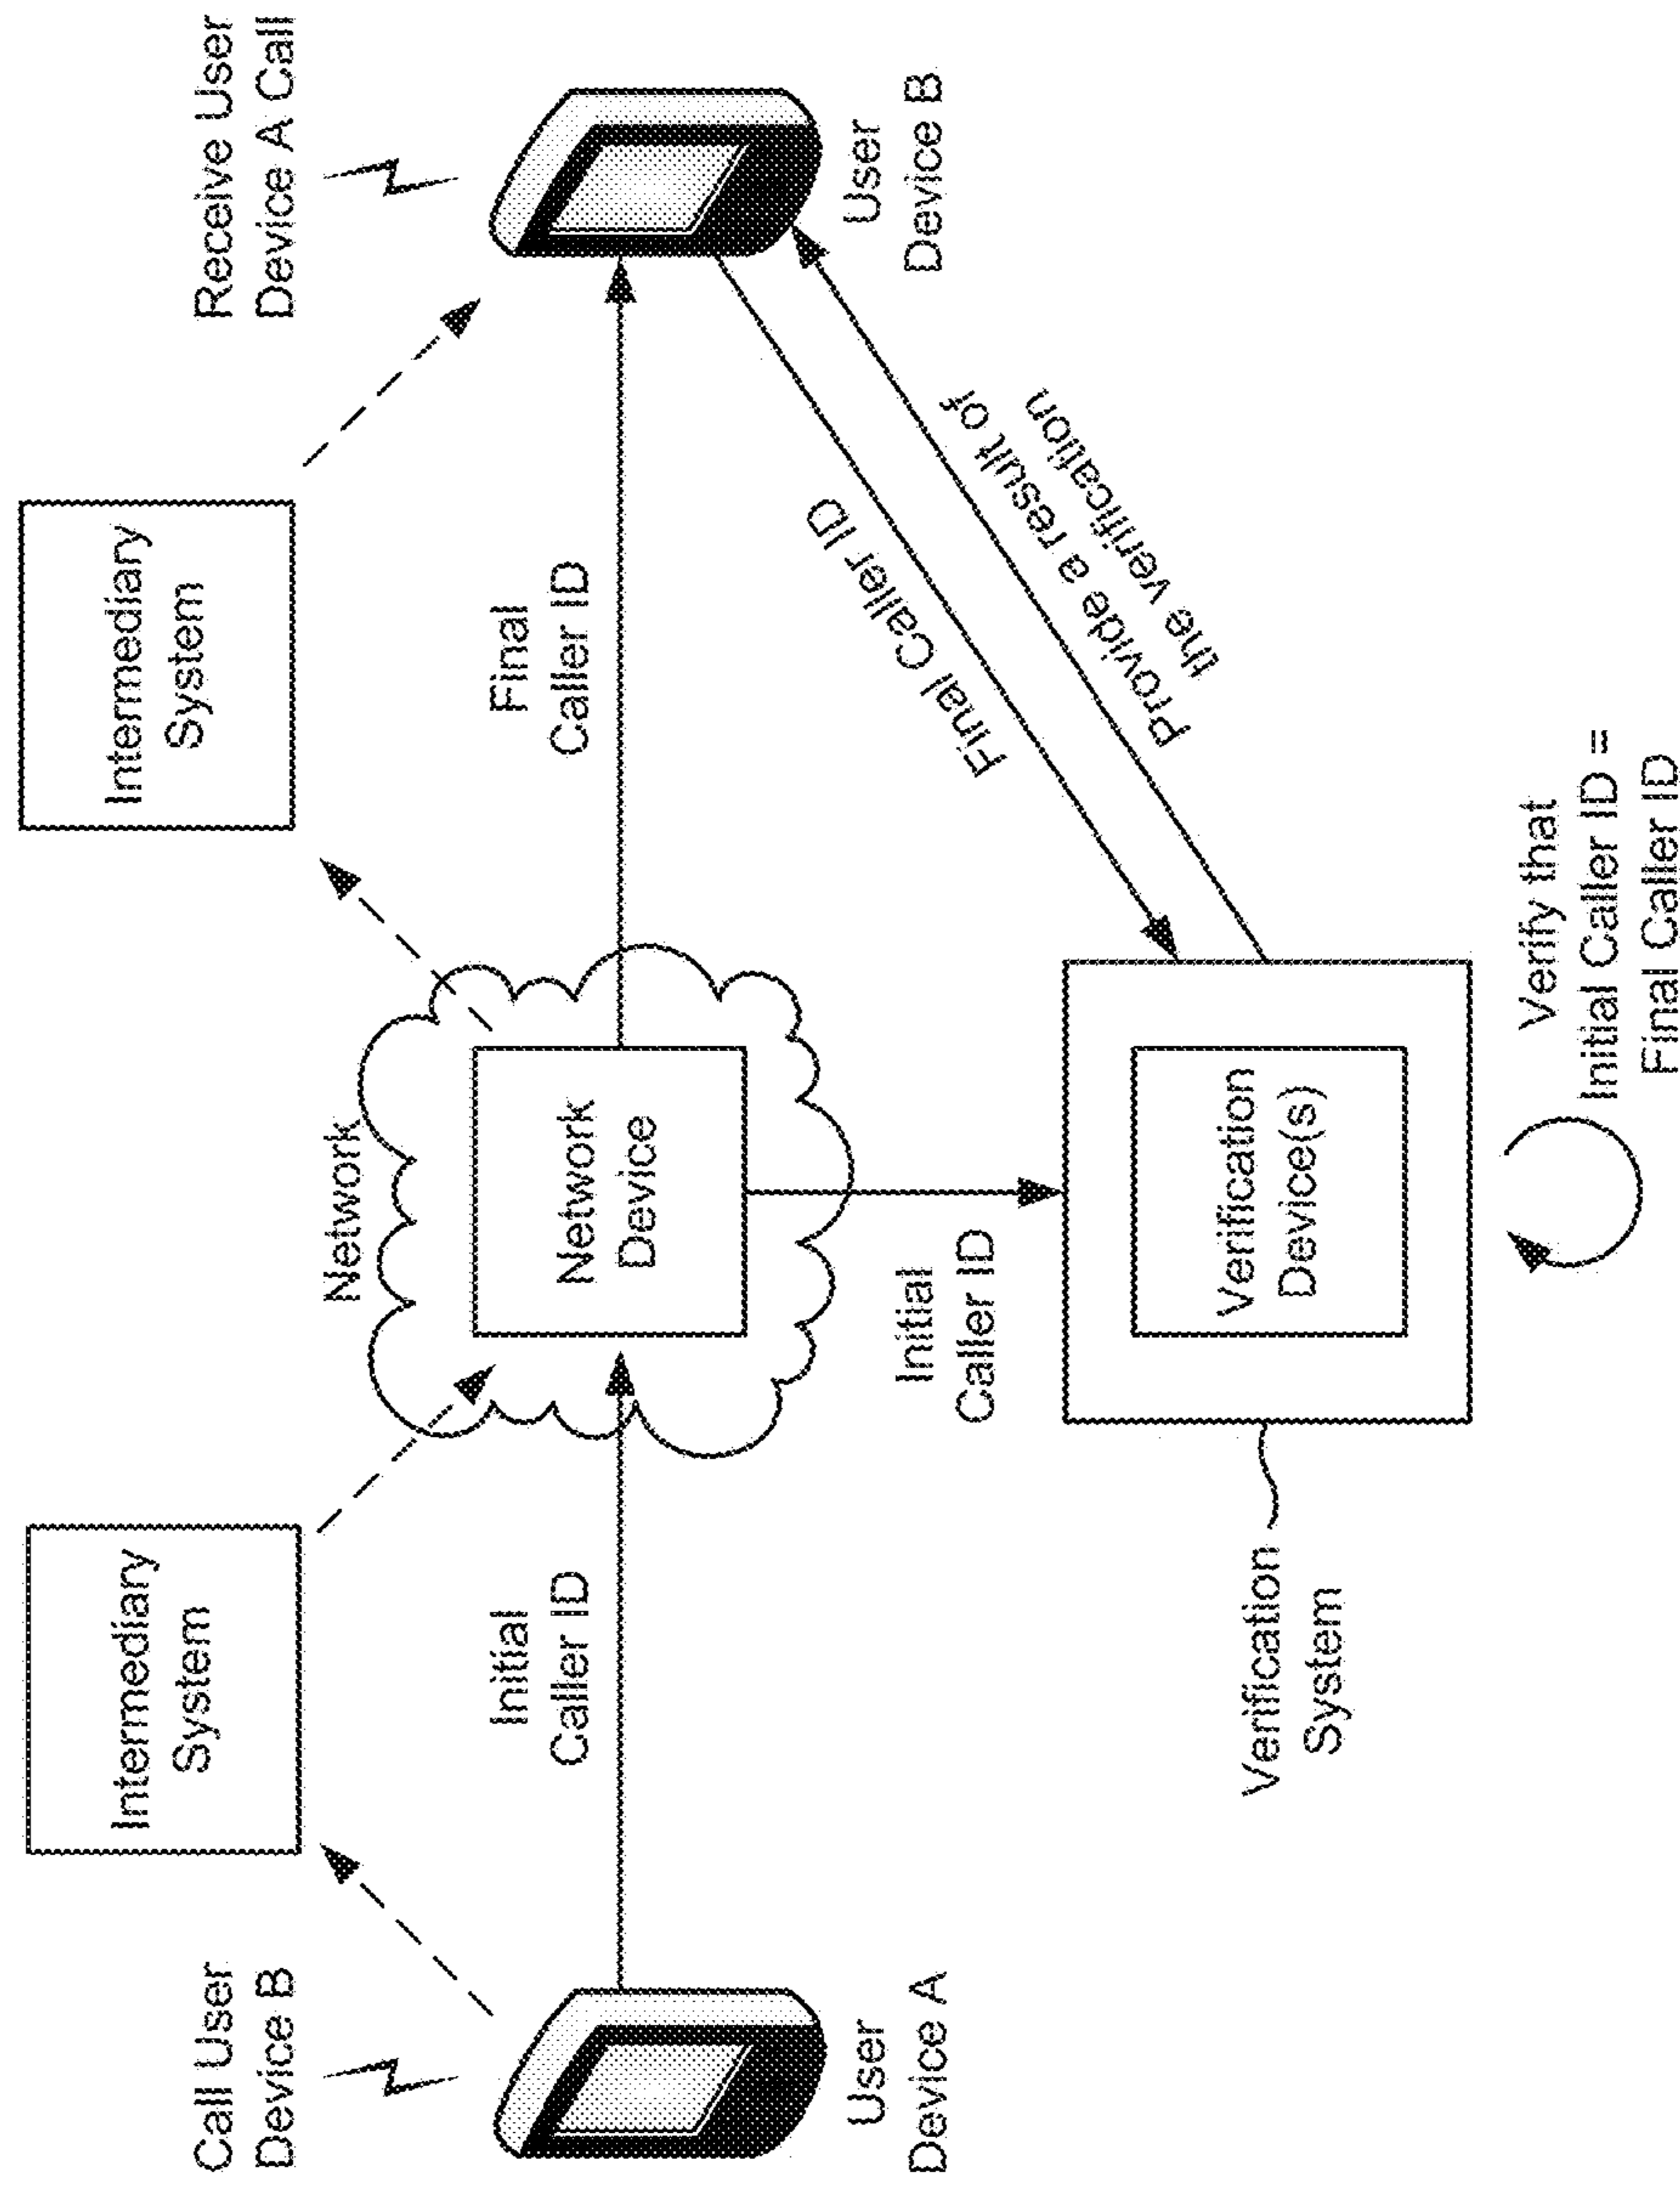 Call User
Device B
Intermediary
System
Intermediary
System
Receive User
Device A Call
Network
Initial
Caller ID
Network
Device
Final
Caller ID
User
Device A
User
Device B
Initial
Caller ID
Final Caller ID
Provide a result of
the verification
Verification
System
Verification
Device(s)
Verify that
Initial Caller ID =
Final Caller ID